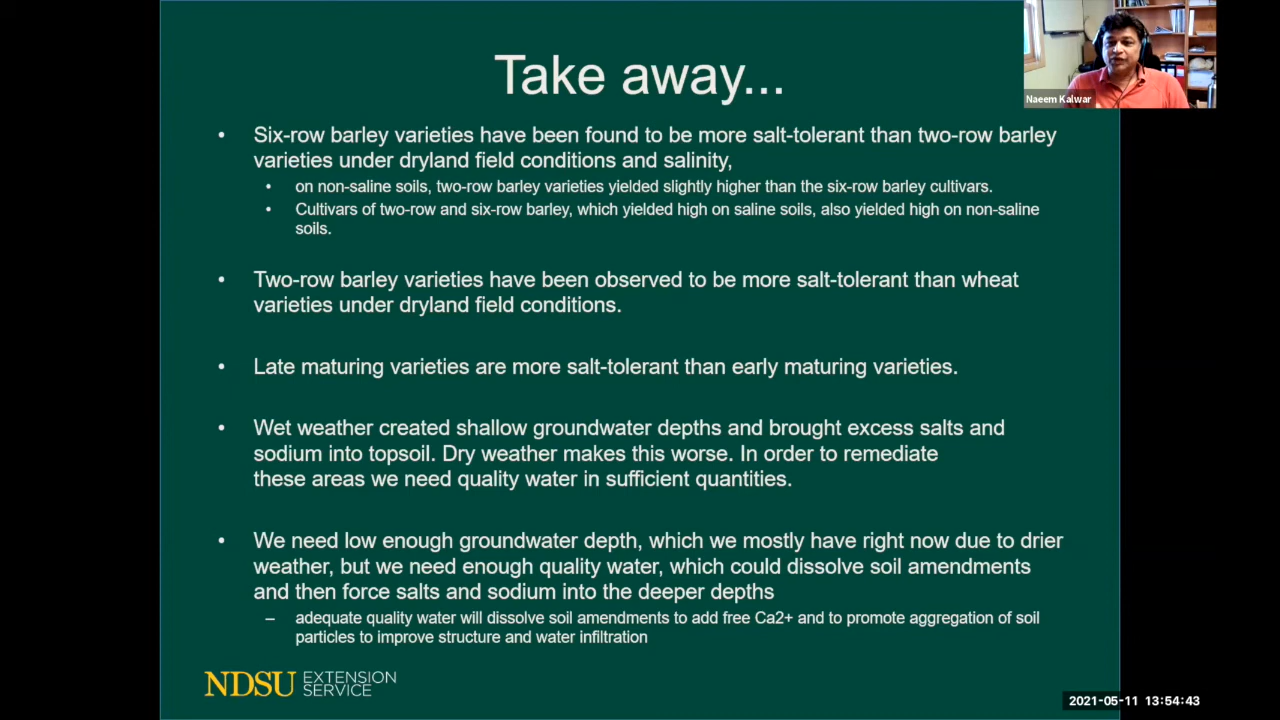 Take away...
Naeem Kalwar
• Six-row barley varieties have been found to be more salt-tolerant than two-row barley
varieties under dryland field conditions and salinity,
• on non-saline soils, two-row barley varieties yielded slightly higher than the six-row barley cultivars.
• Cultivars of two-row and six-row barley, which yielded high on saline soils, also yielded high on non-saline
soils.
• Two-row barley varieties have been observed to be more salt-tolerant than wheat
varieties under dryland field conditions.
• Late maturing varieties are more salt-tolerant than early maturing varieties.
• Wet weather created shallow groundwater depths and brought excess salts and
sodium into topsoil. Dry weather makes this worse. In order to remediate
these areas we need quality water in sufficient quantities.
• We need low enough groundwater depth, which we mostly have right now due to drier
weather, but we need enough quality water, which could dissolve soil amendments
and then force salts and sodium into the deeper depths
– adequate quality water will dissolve soil amendments to add free Ca2+ and to promote aggregation of soil
particles to improve structure and water infiltration
NDSU EXTENSION
SERVICE
2021-05-11 13:54:43